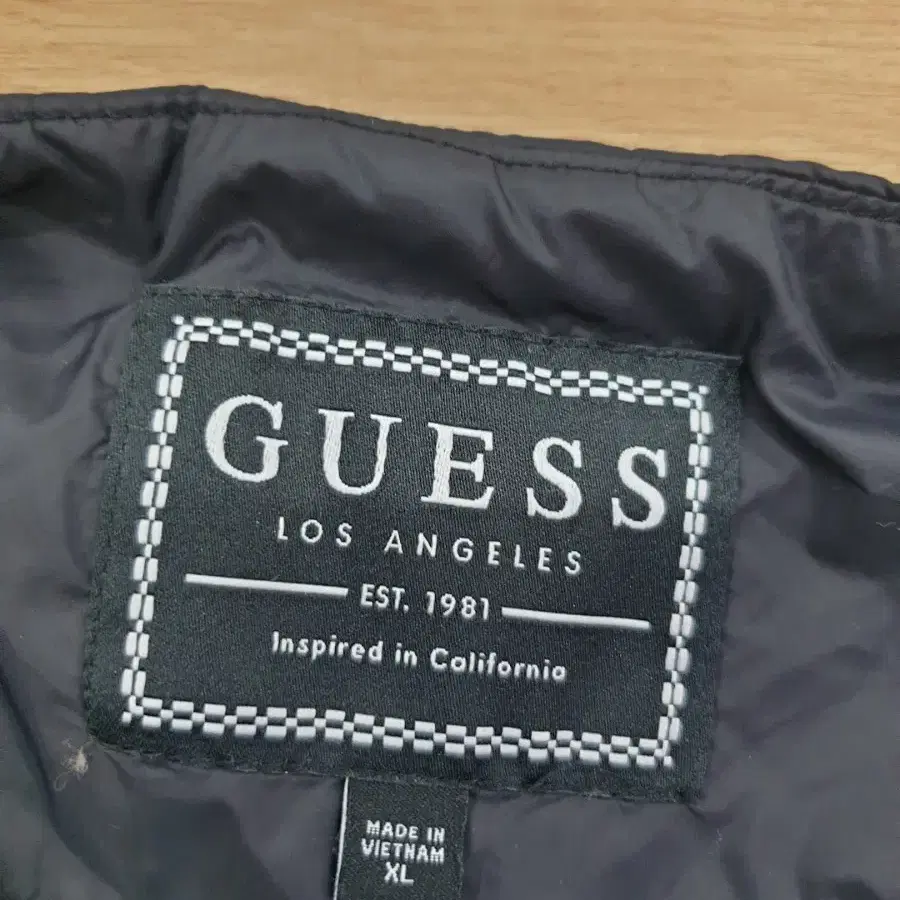 GUESS
LOS ANGELES
EST. 1981
Inspired in California
MADE IN
VIETNAM
XL